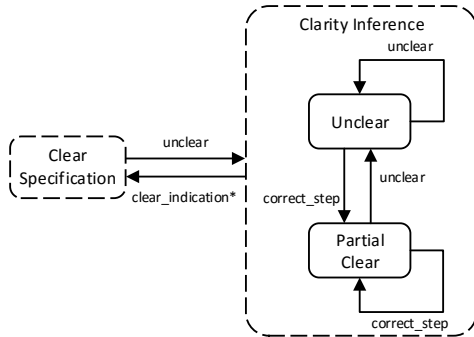 Clarity Inference
unclear
Unclear
unclear
Clear
Specification
clear_indication*
unclear
correct_step
Partial
Clear
correct_step